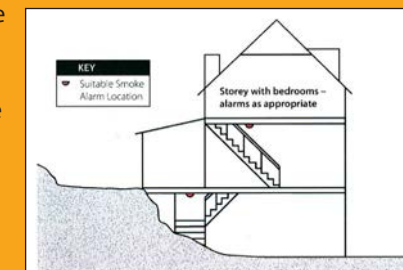 e
e
KEY
Suitable Smoke
Alarm Location
Storey with bedrooms –
alarms as appropriate